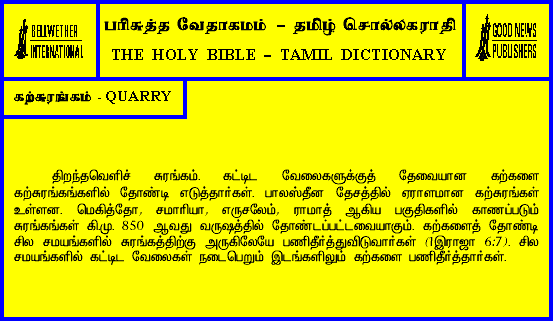 BELLWETHER
INTERNATIONAL
பரிசுத்த வேதாகமம் – தமிழ் சொல்லகராதி
THE HOLY BIBLE – TAMIL DICTIONARY
GOOD NEWS
PUBLISHERS
கற்சுரங்கம் - QUARRY
திறந்தவெளிச் சுரங்கம். கட்டிட வேலைகளுக்குத் தேவையான கற்களை
கற்சுரங்கங்களில் தோண்டி எடுத்தார்கள். பாலஸ்தீன தேசத்தில் ஏராளமான கற்சுரங்கள்
உள்ளன. மெகித்தோ, சமாரியா, எருசலேம், ராமாத் ஆகிய பகுதிகளில் காணப்படும்
சுரங்கங்கள் கி.மு. 850 ஆவது வருஷத்தில் தோண்டப்பட்டவையாகும். கற்களைத் தோண்டி
சில சமயங்களில் சுரங்கத்திற்கு அருகிலேயே பணிதீர்த்துவிடுவார்கள் (1இராஜா 6:7). சில
சமயங்களில் கட்டிட வேலைகள் நடைபெறும் இடங்களிலும் கற்களை பணிதீர்த்தார்கள்.